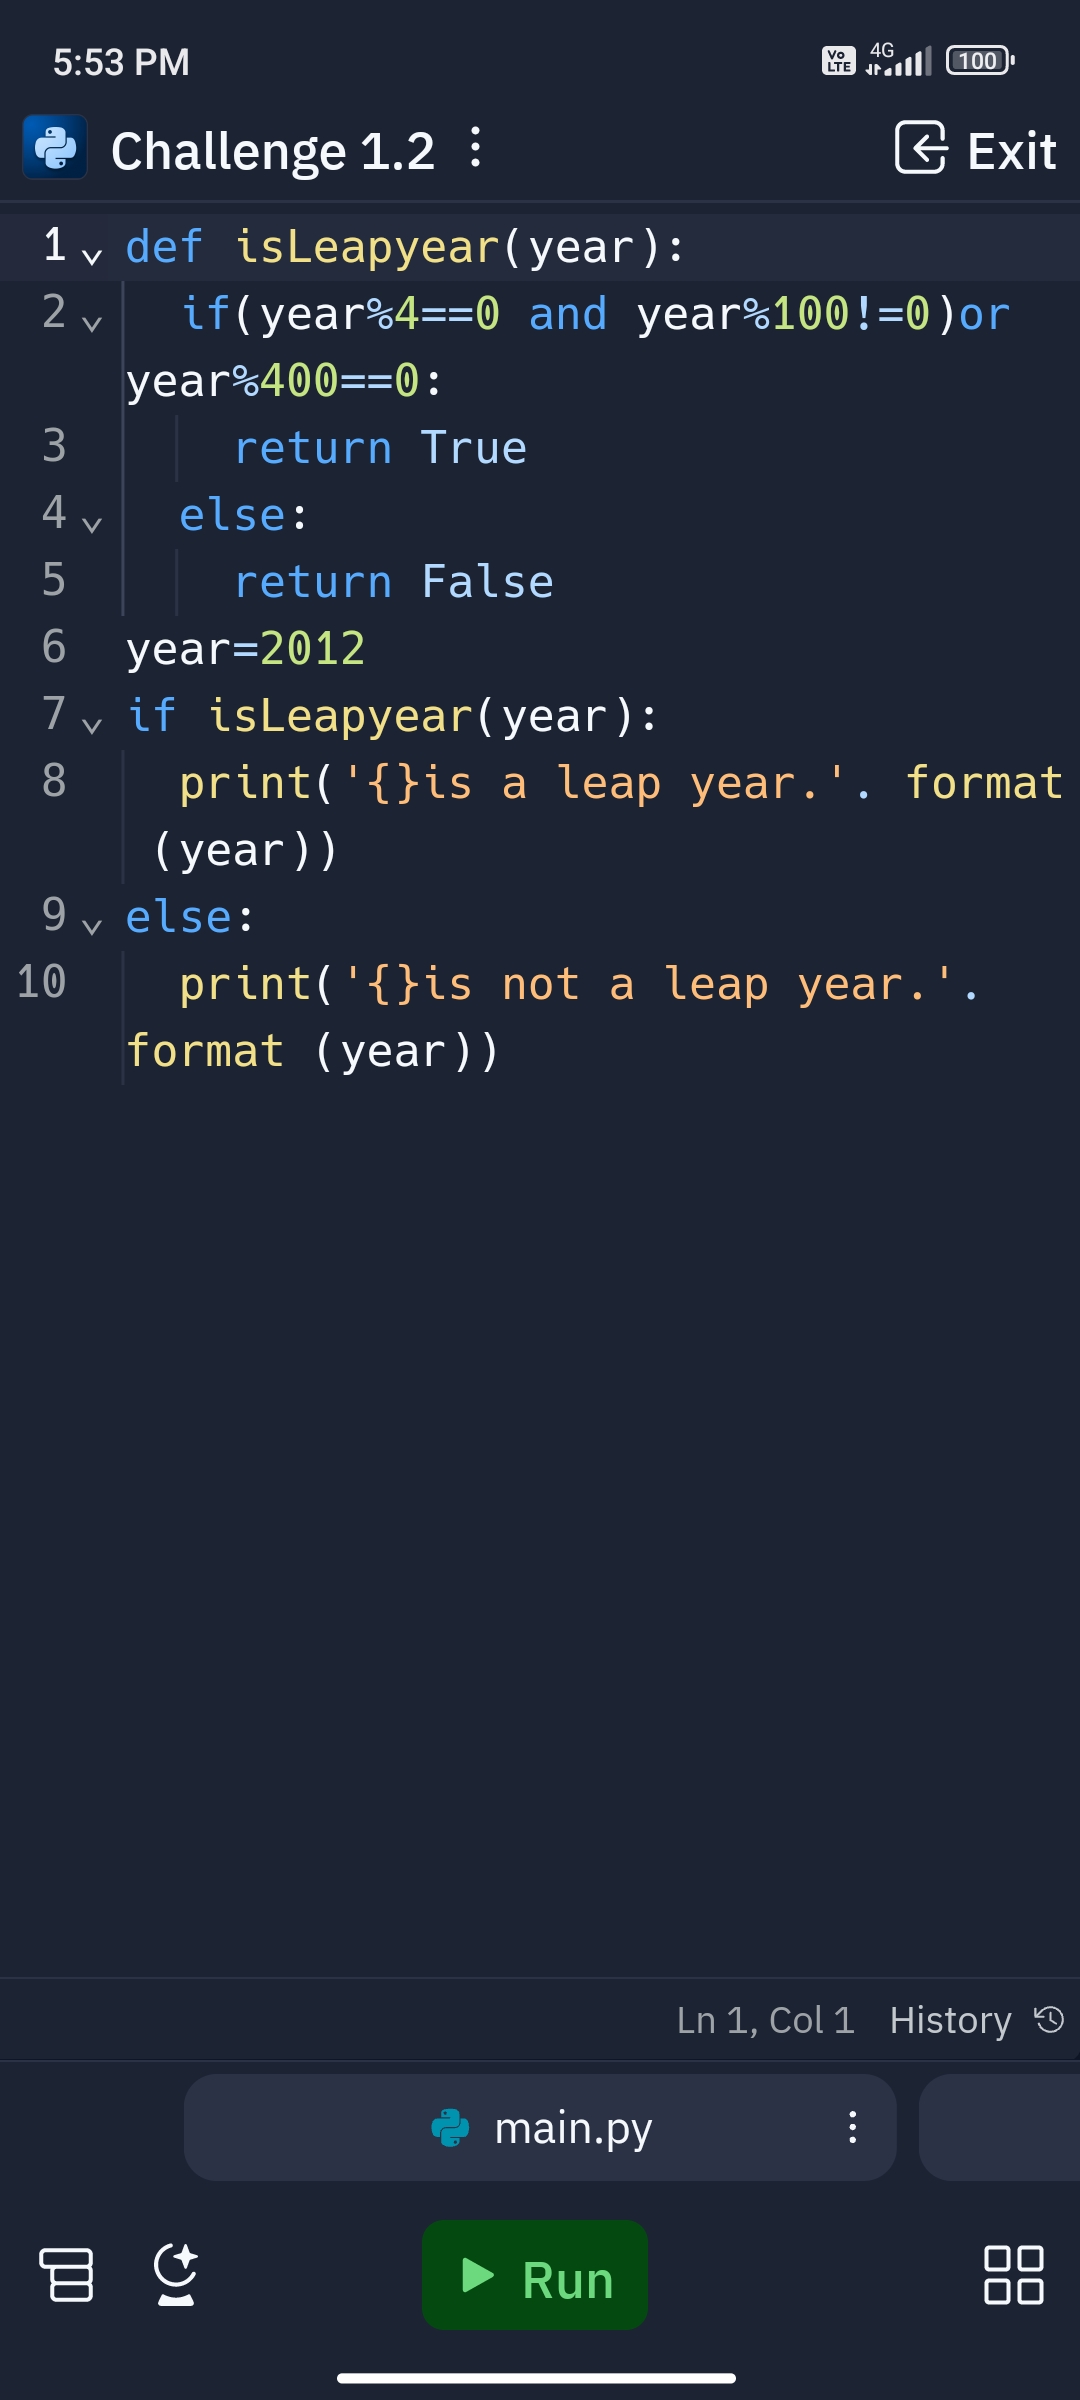 5:53 PM
Vo LTE 4G 100
Challenge 1.2
Exit
1 def isLeapyear(year):
2   if(year%4==0 and year%100!=0)or
year%400==0:
3     return True
4   else:
5     return False
6 year=2012
7 if isLeapyear(year):
8   print('{}is a leap year.'. format
 (year))
9 else:
10   print('{}is not a leap year.'.
format (year))
Ln 1, Col 1 History
main.py
Run